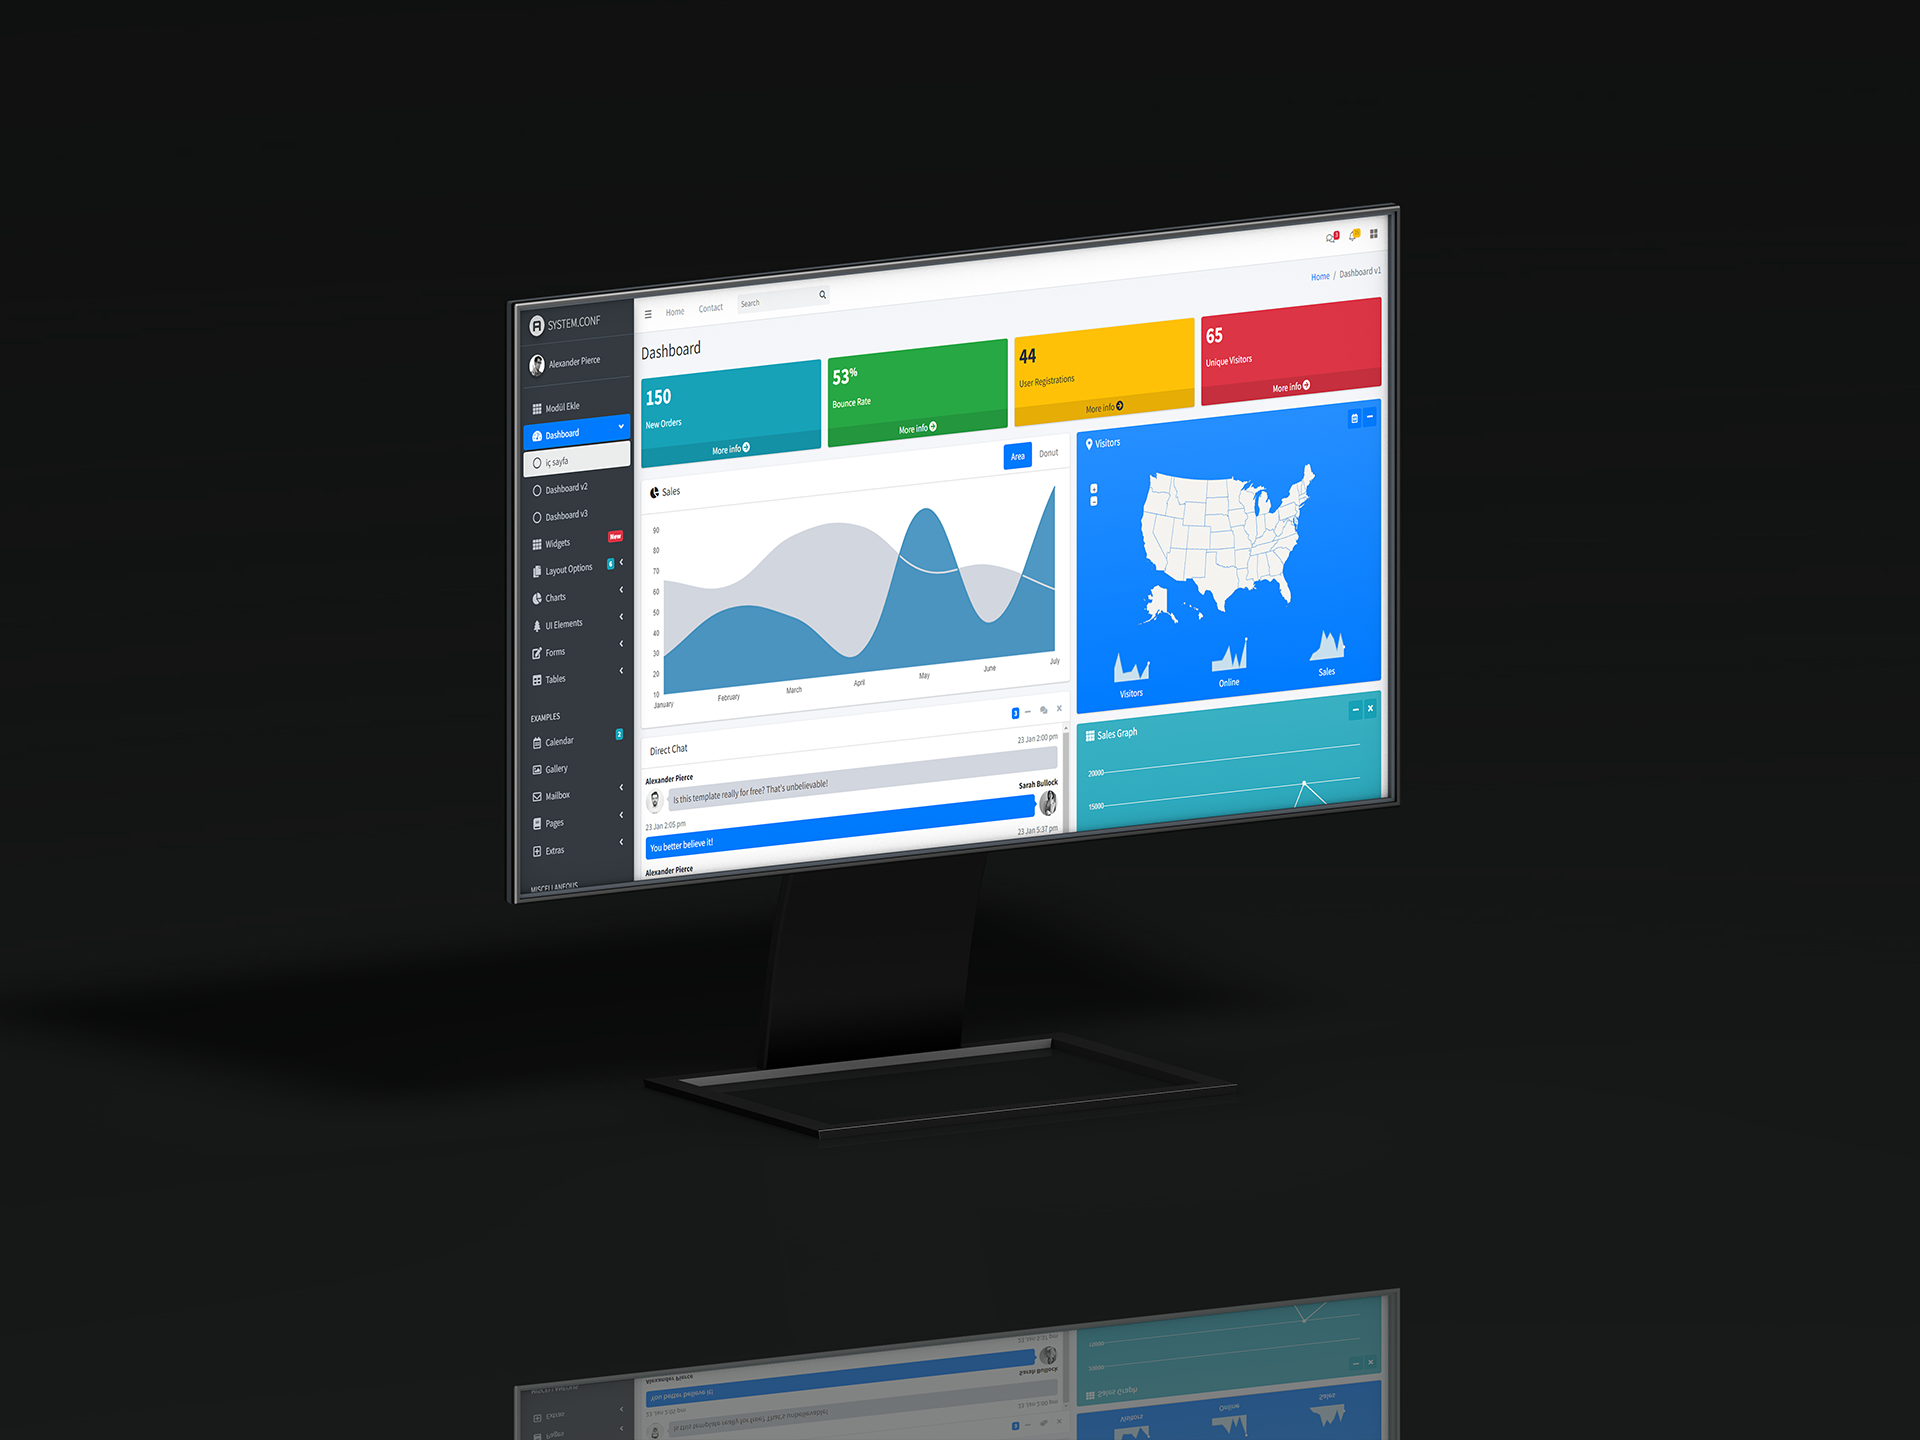 SYSTEM.CONF
Alexander Pierce
Modül Ekle
Dashboard
iç sayfa
Dashboard v2
Dashboard v3
Widgets New
Layout Options 6
Charts
UI Elements
Forms
Tables
EXAMPLES
Calendar 2
Gallery
Mailbox
Pages
Extras
MISCELLANEOUS
Home Contact Search
Home / Dashboard v1
Dashboard
150
New Orders
More info
53%
Bounce Rate
More info
44
User Registrations
More info
65
Unique Visitors
More info
Sales
Area Donut
90
80
70
60
50
40
30
20
10
January February March April May June July
Direct Chat
3
Alexander Pierce
23 Jan 2:00 pm
Is this template really for free? That's unbelievable!
Sarah Bullock
23 Jan 2:05 pm
You better believe it!
23 Jan 5:37 pm
Alexander Pierce
Visitors
+
−
Visitors Online Sales
Sales Graph
20000
15000